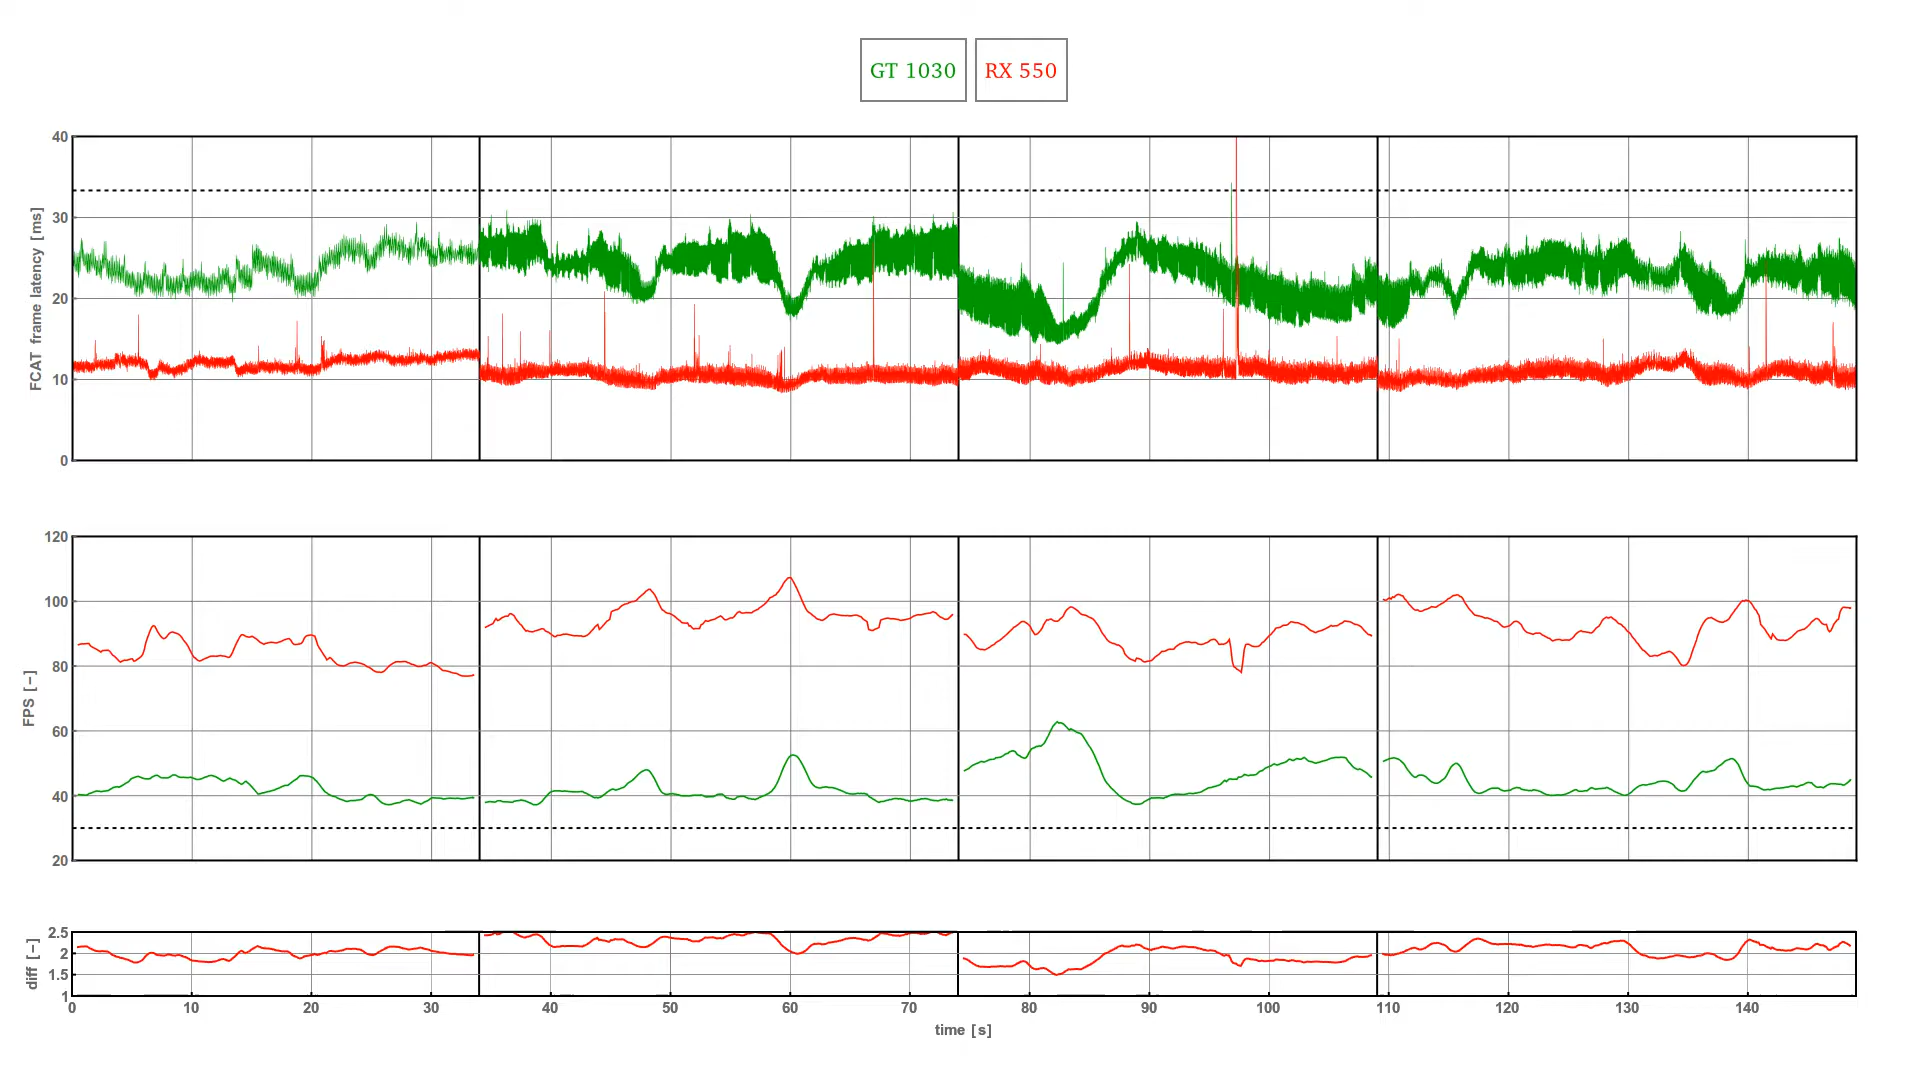 GT 1030 RX 550
FCAT frame latency [ms]
40
30
20
10
0
FPS [-]
120
100
80
60
40
20
diff [-]
2.5
2
1.5
1
0 10 20 30 40 50 60 70 80 90 100 110 120 130 140
time [s]